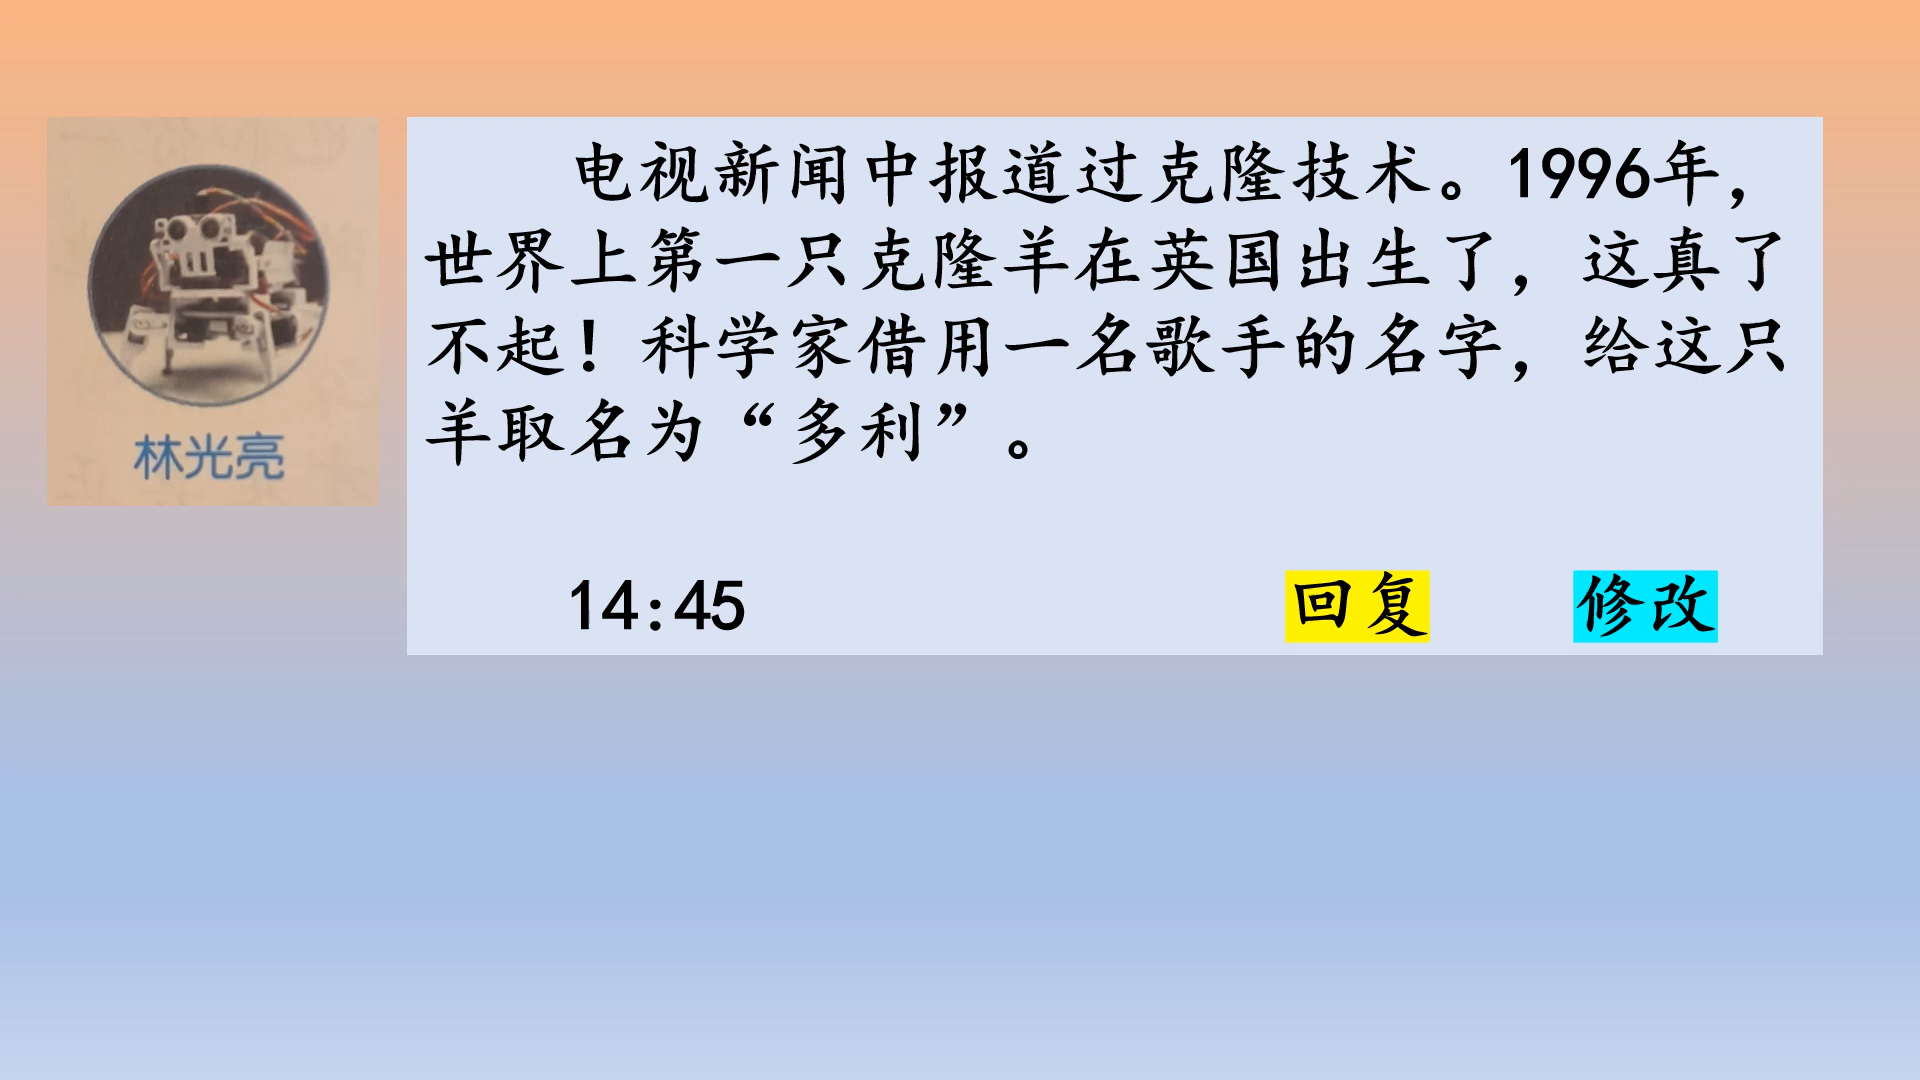 林光亮
电视新闻中报道过克隆技术。1996年，
世界上第一只克隆羊在英国出生了，这真了
不起！科学家借用一名歌手的名字，给这只
羊取名为“多利”。
14:45 回复 修改